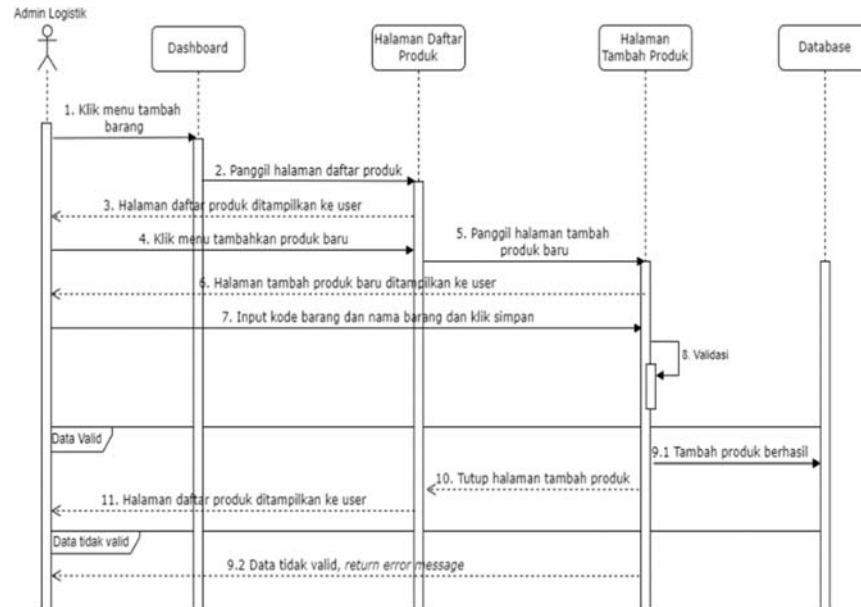 Admin Logistik
Dashboard
Halaman Daftar
Produk
Halaman
Tambah Produk
Database
1. Klik menu tambah
barang
2. Panggil halaman daftar produk
3. Halaman daftar produk ditampilkan ke user
4. Klik menu tambahkan produk baru
5. Panggil halaman tambah
produk baru
6. Halaman tambah produk baru ditampilkan ke user
7. Input kode barang dan nama barang dan klik simpan
8. Validasi
Data Valid
9.1 Tambah produk berhasil
10. Tutup halaman tambah produk
11. Halaman daftar produk ditampilkan ke user
Data tidak valid
9.2 Data tidak valid, return error message